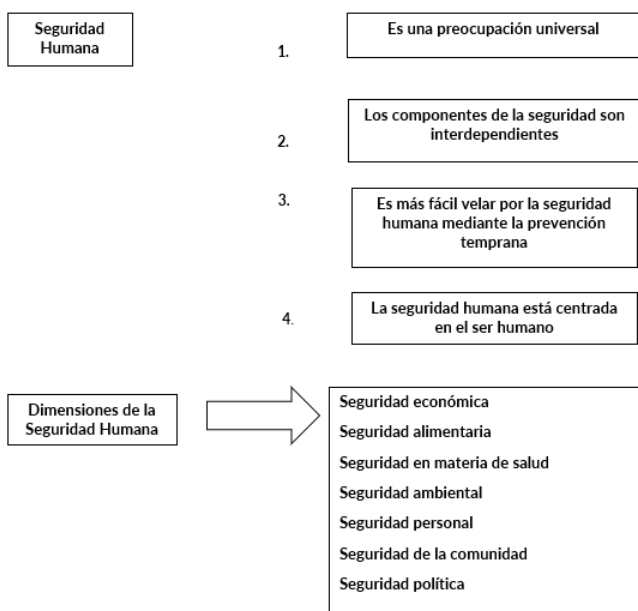 Seguridad
Humana
1.
Es una preocupación universal
2.
Los componentes de la seguridad son
interdependientes
3.
Es más fácil velar por la seguridad
humana mediante la prevención
temprana
4.
La seguridad humana está centrada
en el ser humano
Dimensiones de la
Seguridad Humana
Seguridad económica
Seguridad alimentaria
Seguridad en materia de salud
Seguridad ambiental
Seguridad personal
Seguridad de la comunidad
Seguridad política